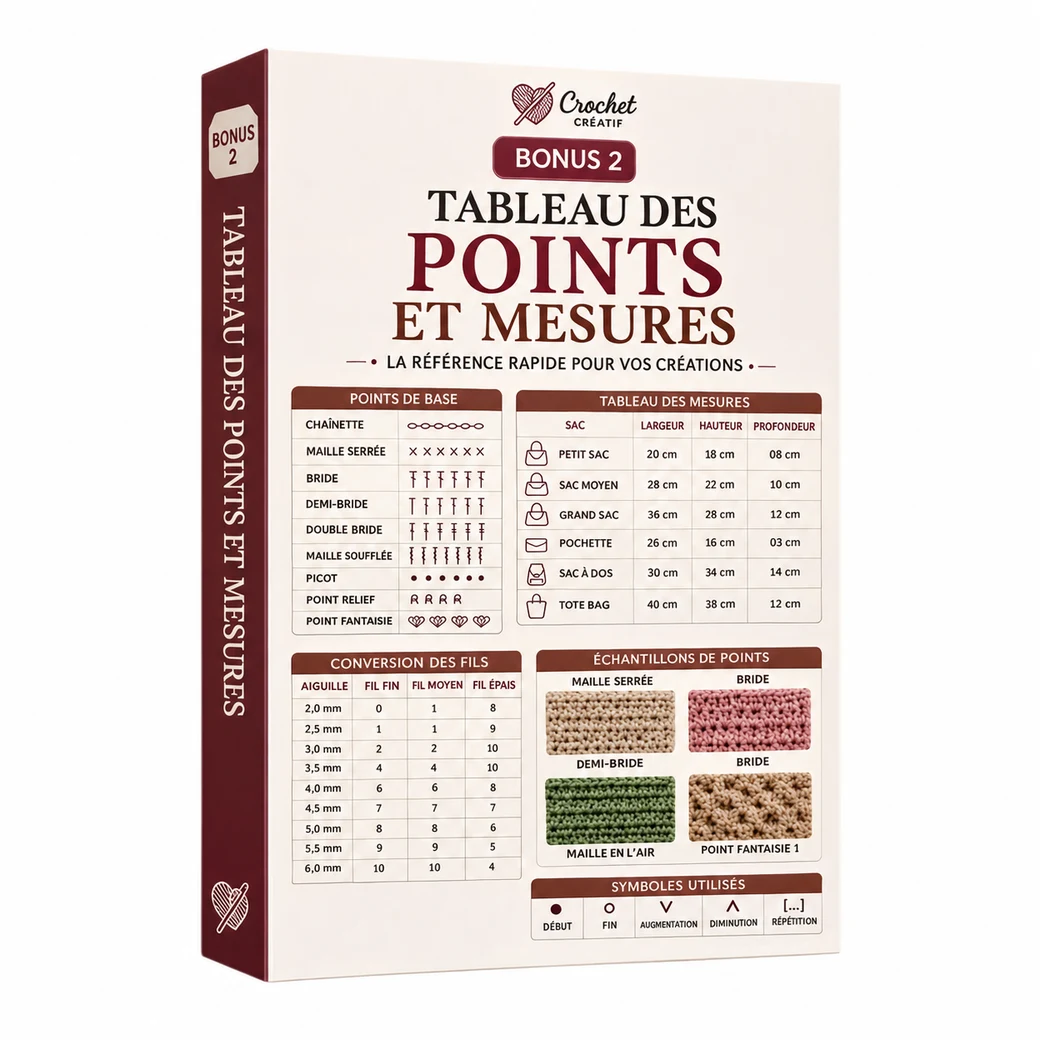 BONUS
2
TABLEAU DES POINTS ET MESURES
Crochet
CRÉATIF
BONUS 2
TABLEAU DES
POINTS
ET MESURES
LA RÉFÉRENCE RAPIDE POUR VOS CRÉATIONS
POINTS DE BASE
CHAÎNETTE
MAILLE SERRÉE
BRIDE
DEMI-BRIDE
DOUBLE BRIDE
MAILLE SOUFFLÉE
PICOT
POINT RELIEF R R R R
POINT FANTAISIE
TABLEAU DES MESURES
SAC LARGEUR HAUTEUR PROFONDEUR
PETIT SAC 20 cm 18 cm 08 cm
SAC MOYEN 28 cm 22 cm 10 cm
GRAND SAC 36 cm 28 cm 12 cm
POCHETTE 26 cm 16 cm 03 cm
SAC À DOS 30 cm 34 cm 14 cm
TOTE BAG 40 cm 38 cm 12 cm
CONVERSION DES FILS
AIGUILLE FIL FIN FIL MOYEN FIL ÉPAIS
2,0 mm 0 1 8
2,5 mm 1 1 9
3,0 mm 2 2 10
3,5 mm 4 4 10
4,0 mm 6 6 8
4,5 mm 7 7 7
5,0 mm 8 8 6
5,5 mm 9 9 5
6,0 mm 10 10 4
ÉCHANTILLONS DE POINTS
MAILLE SERRÉE BRIDE
DEMI-BRIDE BRIDE
MAILLE EN L'AIR POINT FANTAISIE 1
SYMBOLES UTILISÉS
[...]
DÉBUT FIN AUGMENTATION DIMINUTION RÉPÉTITION